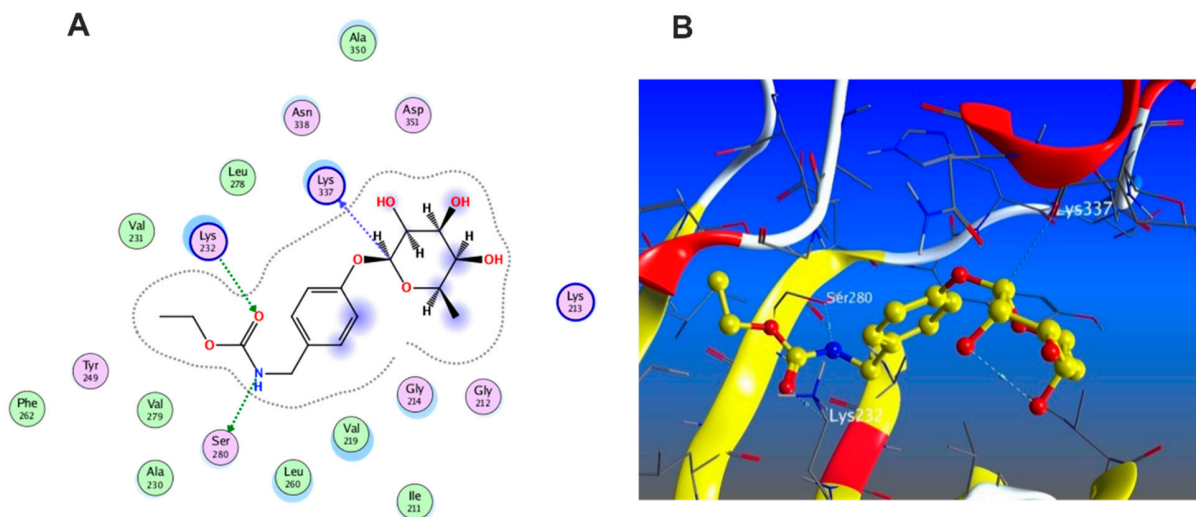 A
B
Ala
350
Asn
338
Asp
351
Leu
278
Lys
337
HO
H
OH
H
H
H
OH
O
O
H
Val
231
Lys
232
Lys
213
O
O
N
H
Tyr
249
Gly
214
Gly
212
Phe
262
Val
279
Ser
280
Val
219
Ala
230
Leu
260
Ile
211
Lys337
Ser280
Lys232